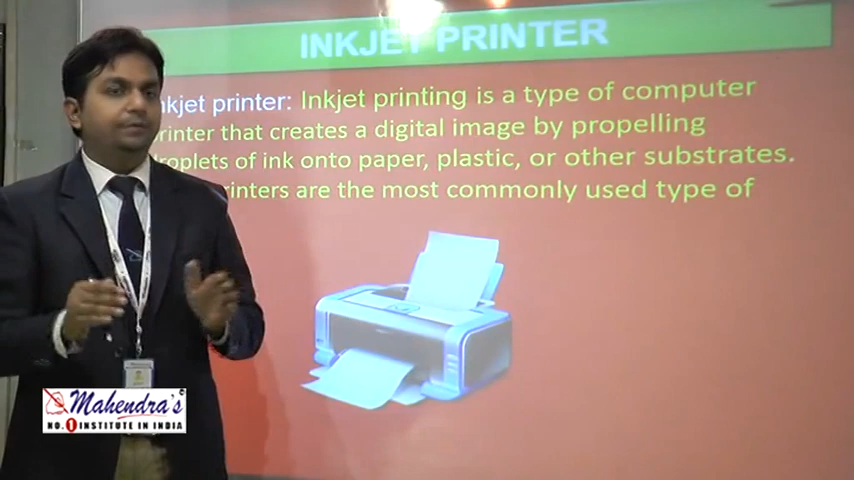 INKJET PRINTER
nkjet printer: Inkjet printing is a type of computer
rinter that creates a digital image by propelling
roplets of ink onto paper, plastic, or other substrates.
rinters are the most commonly used type of
Mahendra's
NO. 1 INSTITUTE IN INDIA